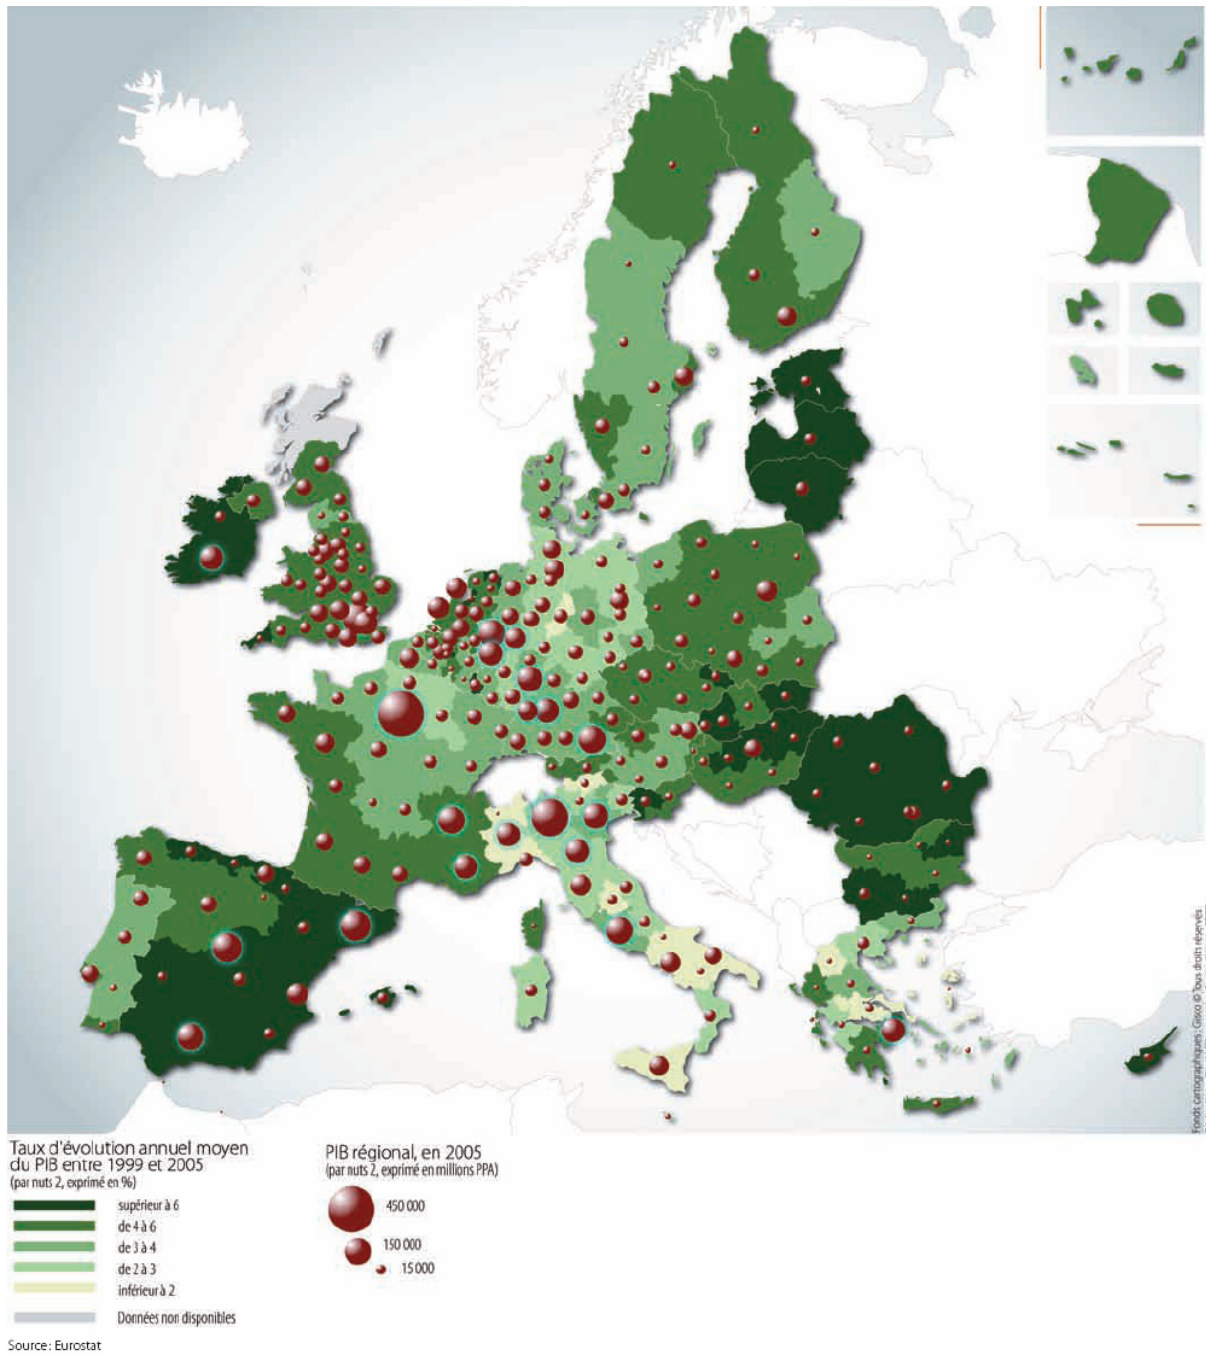 Fonds cartographiques : Gisco © Tous droits réservés
Taux d'évolution annuel moyen
du PIB entre 1999 et 2005
(par nuts 2, exprimé en %)
supérieur à 6
de 4 à 6
de 3 à 4
de 2 à 3
inférieur à 2
Données non disponibles
PIB régional, en 2005
(par nuts 2, exprimé en millions PPA)
450 000
150 000
15 000
Source: Eurostat